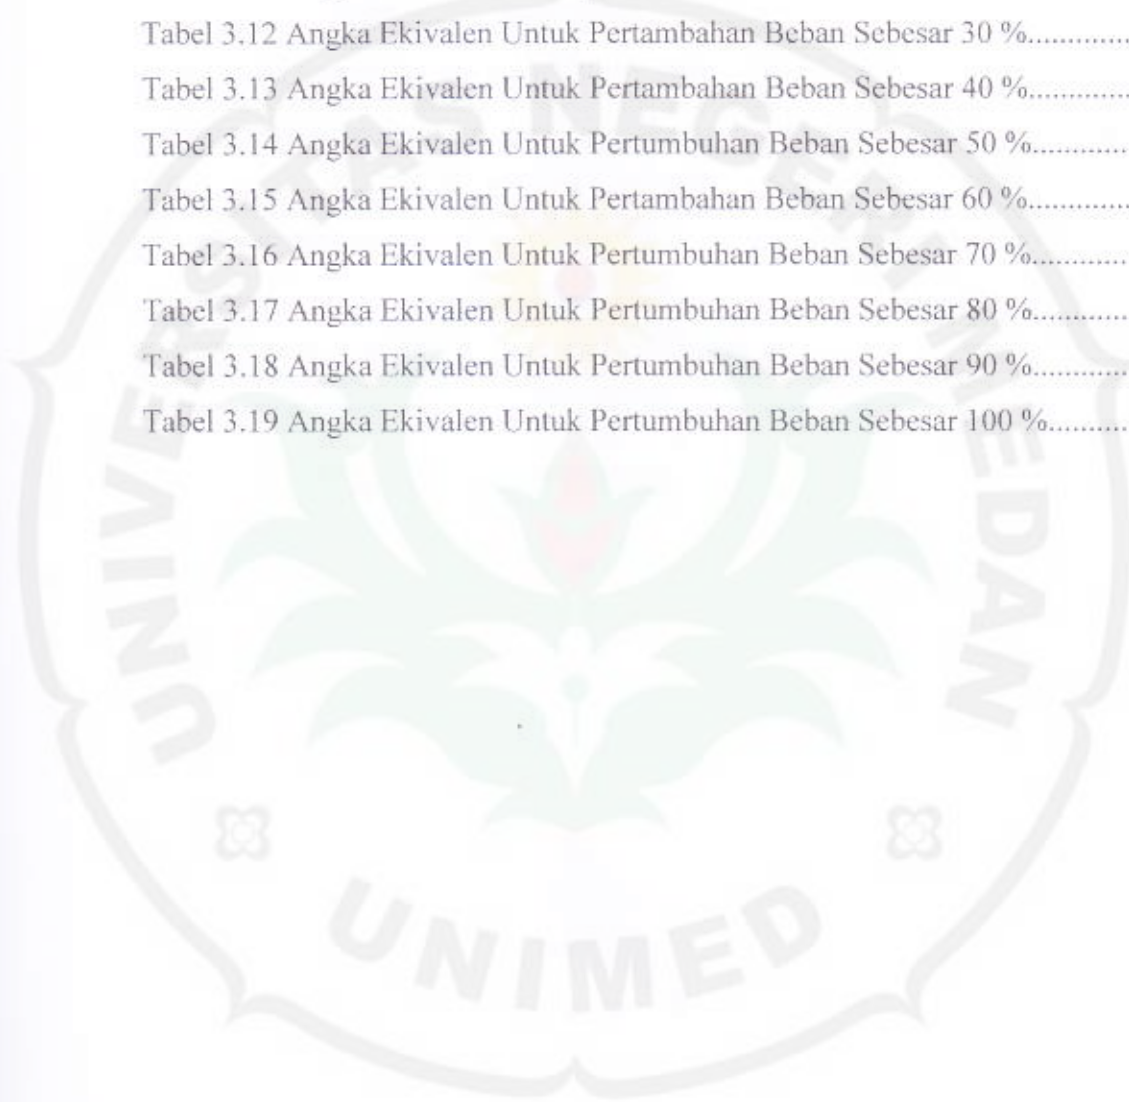 Tabel 3.12 Angka Ekivalen Untuk Pertambahan Beban Sebesar 30 %.............
Tabel 3.13 Angka Ekivalen Untuk Pertambahan Beban Sebesar 40 %.............
Tabel 3.14 Angka Ekivalen Untuk Pertumbuhan Beban Sebesar 50 %............
Tabel 3.15 Angka Ekivalen Untuk Pertambahan Beban Sebesar 60 %.............
Tabel 3.16 Angka Ekivalen Untuk Pertumbuhan Beban Sebesar 70 %............
Tabel 3.17 Angka Ekivalen Untuk Pertumbuhan Beban Sebesar 80 %............
Tabel 3.18 Angka Ekivalen Untuk Pertumbuhan Beban Sebesar 90 %............
Tabel 3.19 Angka Ekivalen Untuk Pertumbuhan Beban Sebesar 100 %..........
UNIVERSITAS NEGERI MEDAN
UNIMED